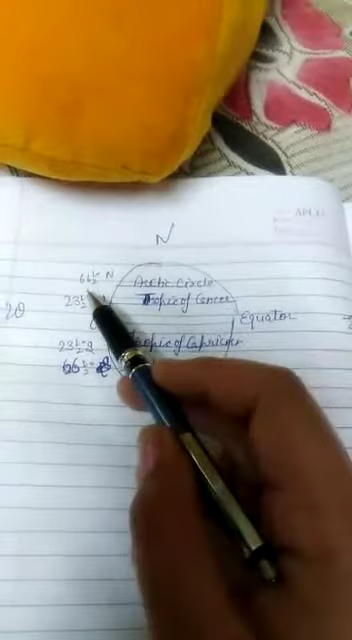 N
66½° N Arctic Circle
23½° Tropic of Cancer
20 Equator
23½° Tropic of Capricorn
66½°